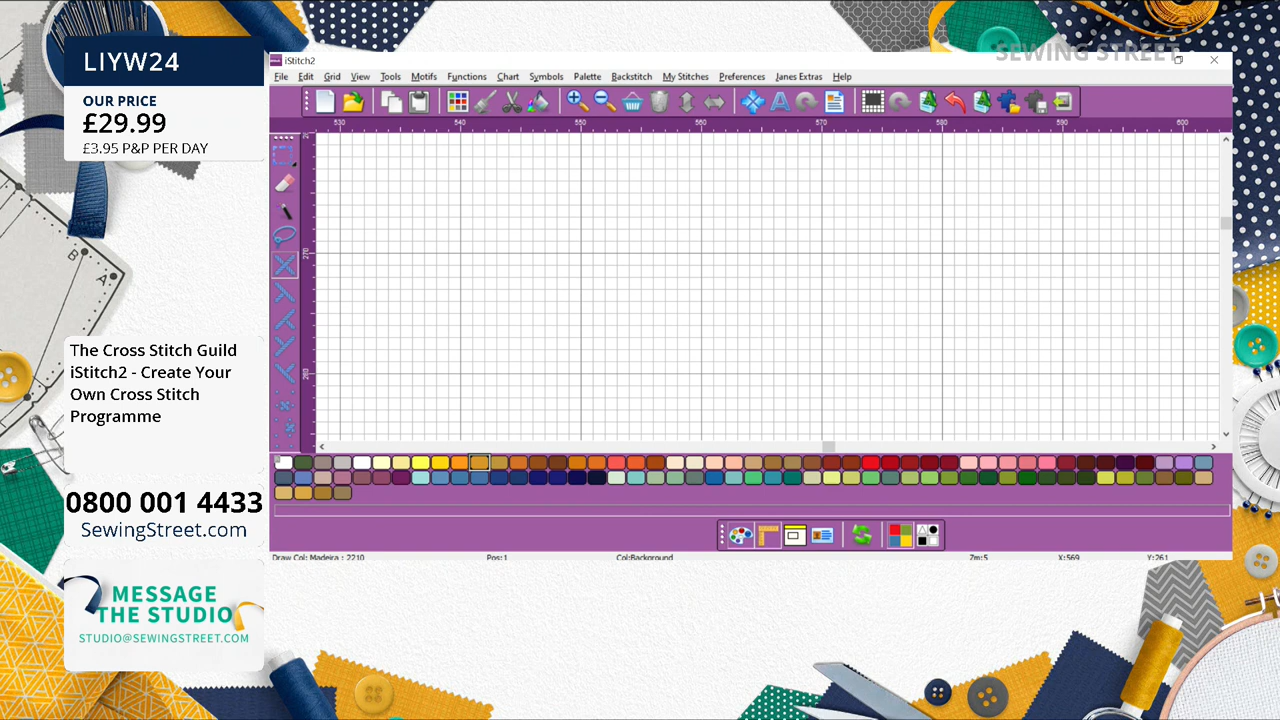 LIYW24
OUR PRICE
£29.99
£3.95 P&P PER DAY
The Cross Stitch Guild
iStitch2 - Create Your
Own Cross Stitch
Programme
0800 001 4433
SewingStreet.com
MESSAGE
THE STUDIO
STUDIO@SEWINGSTREET.COM
SEWING STREET
iStitch2
File Edit Grid View Tools Motifs Functions Chart Symbols Palette Backstitch My Stitches Preferences Janes Extras Help
530 540 550 560 570 580 590 600
270
280
Draw Col: Madeira : 2210 Pos:1 Col:Background Zm:5 X:569 Y:261
B
A